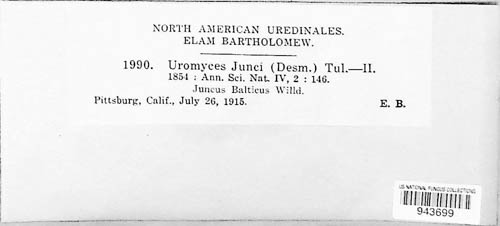 NORTH AMERICAN UREDINALES.
ELAM BARTHOLOMEW.
1990. Uromyces Junci (Desm.) Tul.—II.
1854 : Ann. Sci. Nat. IV, 2 : 146.
Juncus Balticus Willd.
Pittsburg, Calif., July 26, 1915. E. B.
US NATIONAL FUNGUS COLLECTIONS
943699